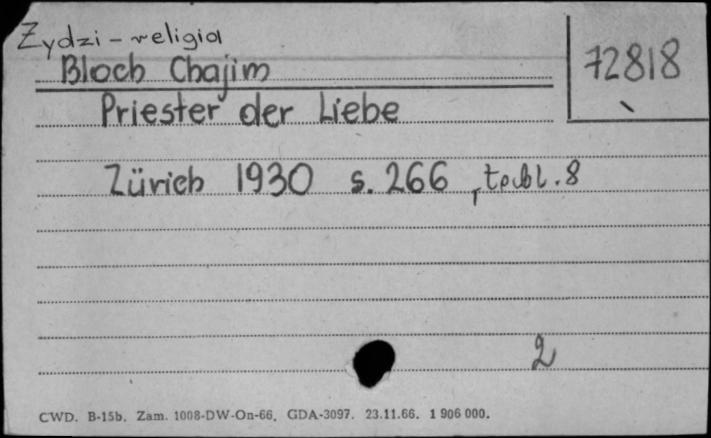 Żydzi - religia
Bloch Chajim
72818
Priester der Liebe
Zürich 1930 s. 266, tabl. 8
2
CWD. B-15b. Zam. 1008-DW-On-66. GDA-3097. 23.11.66. 1 906 000.